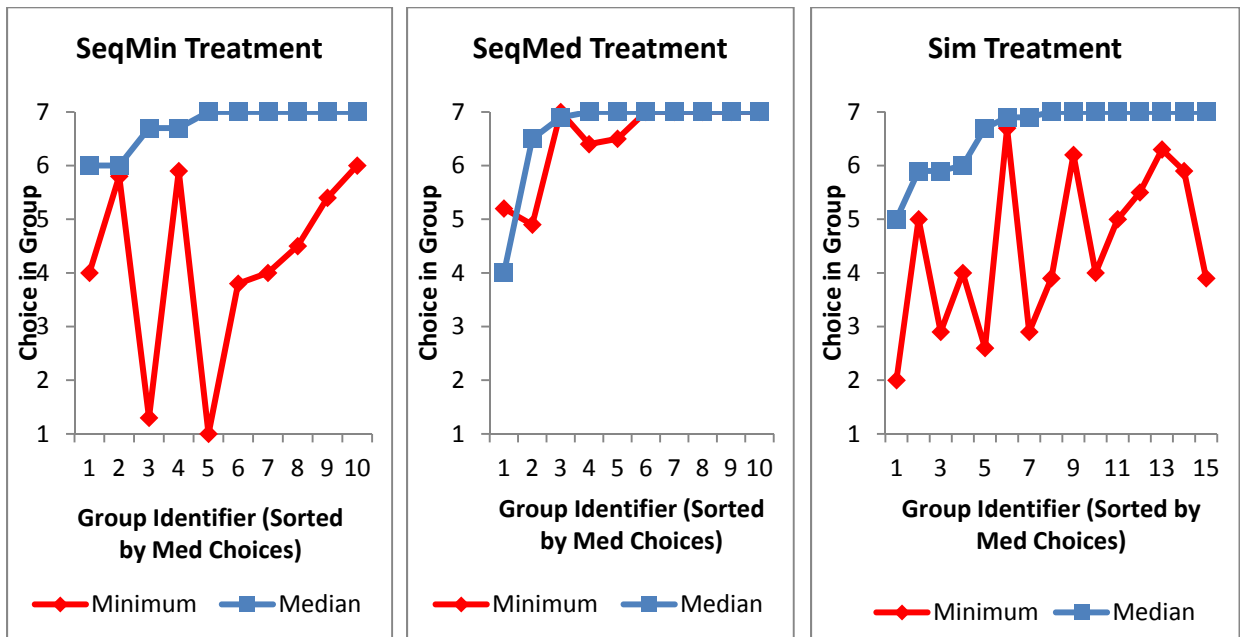 SeqMin Treatment
Choice in Group
7
6
5
4
3
2
1
1 2 3 4 5 6 7 8 9 10
Group Identifier (Sorted
by Med Choices)
Minimum Median
SeqMed Treatment
Choice in Group
7
6
5
4
3
2
1
1 2 3 4 5 6 7 8 9 10
Group Identifier (Sorted
by Med Choices)
Minimum Median
Sim Treatment
Choice in Group
7
6
5
4
3
2
1
1 3 5 7 9 11 13 15
Group Identifier (Sorted by
Med Choices)
Minimum Median